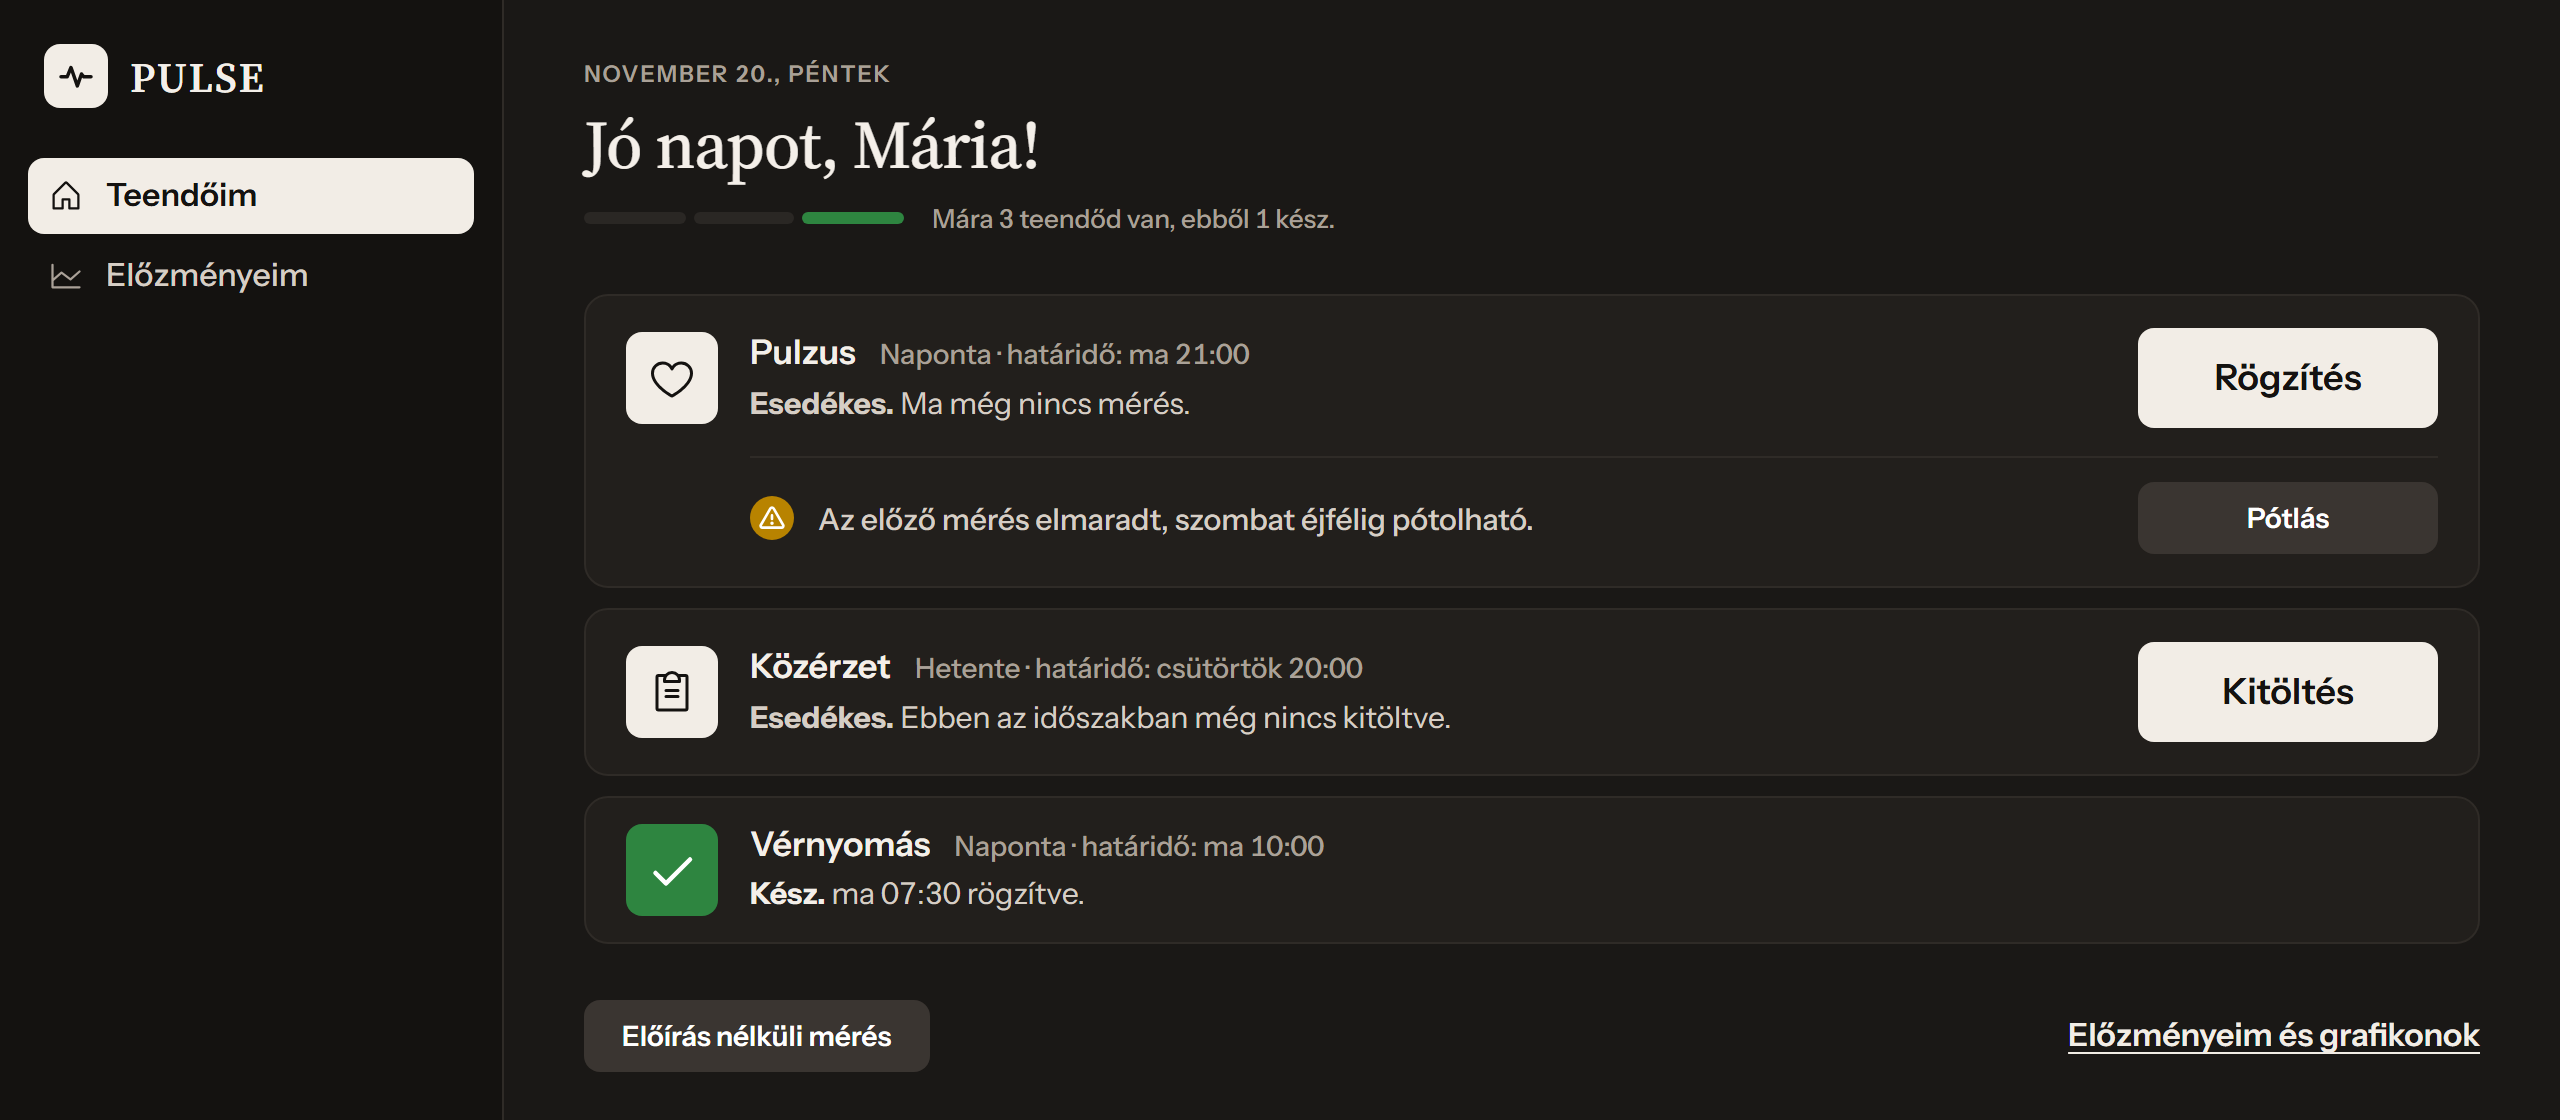 PULSE
Teendőim
Előzményeim
NOVEMBER 20., PÉNTEK
Jó napot, Mária!
Mára 3 teendőd van, ebből 1 kész.
Pulzus Naponta · határidő: ma 21:00
Esedékes. Ma még nincs mérés.
Rögzítés
Az előző mérés elmaradt, szombat éjfélig pótolható.
Pótlás
Közérzet Hetente · határidő: csütörtök 20:00
Esedékes. Ebben az időszakban még nincs kitöltve.
Kitöltés
Vérnyomás Naponta · határidő: ma 10:00
Kész. ma 07:30 rögzítve.
Előírás nélküli mérés
Előzményeim és grafikonok